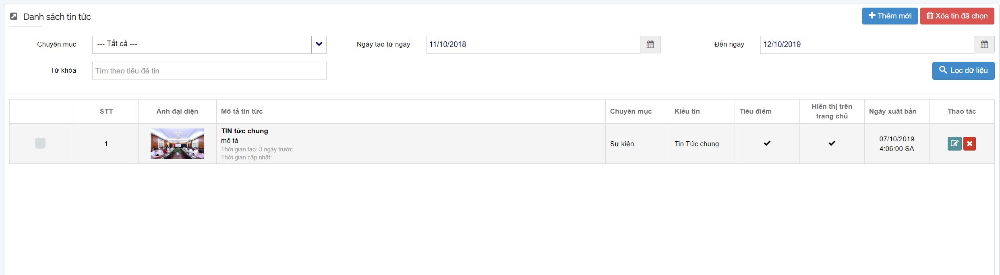 Danh sách tin tức
Thêm mới
Xóa tin đã chọn
Chuyên mục
--- Tất cả ---
Ngày tạo từ ngày
11/10/2018
Đến ngày
12/10/2019
Từ khóa
Tìm theo tiêu đề tin
Lọc dữ liệu
STT
Ảnh đại diện
Mô tả tin tức
Chuyên mục
Kiểu tin
Tiêu điểm
Hiển thị trên
trang chủ
Ngày xuất bản
Thao tác
1
TIN tức chung
mô tả
Thời gian tạo: 3 ngày trước
Thời gian cập nhật:
Sự kiện
Tin Tức chung
07/10/2019
4:06:00 SA